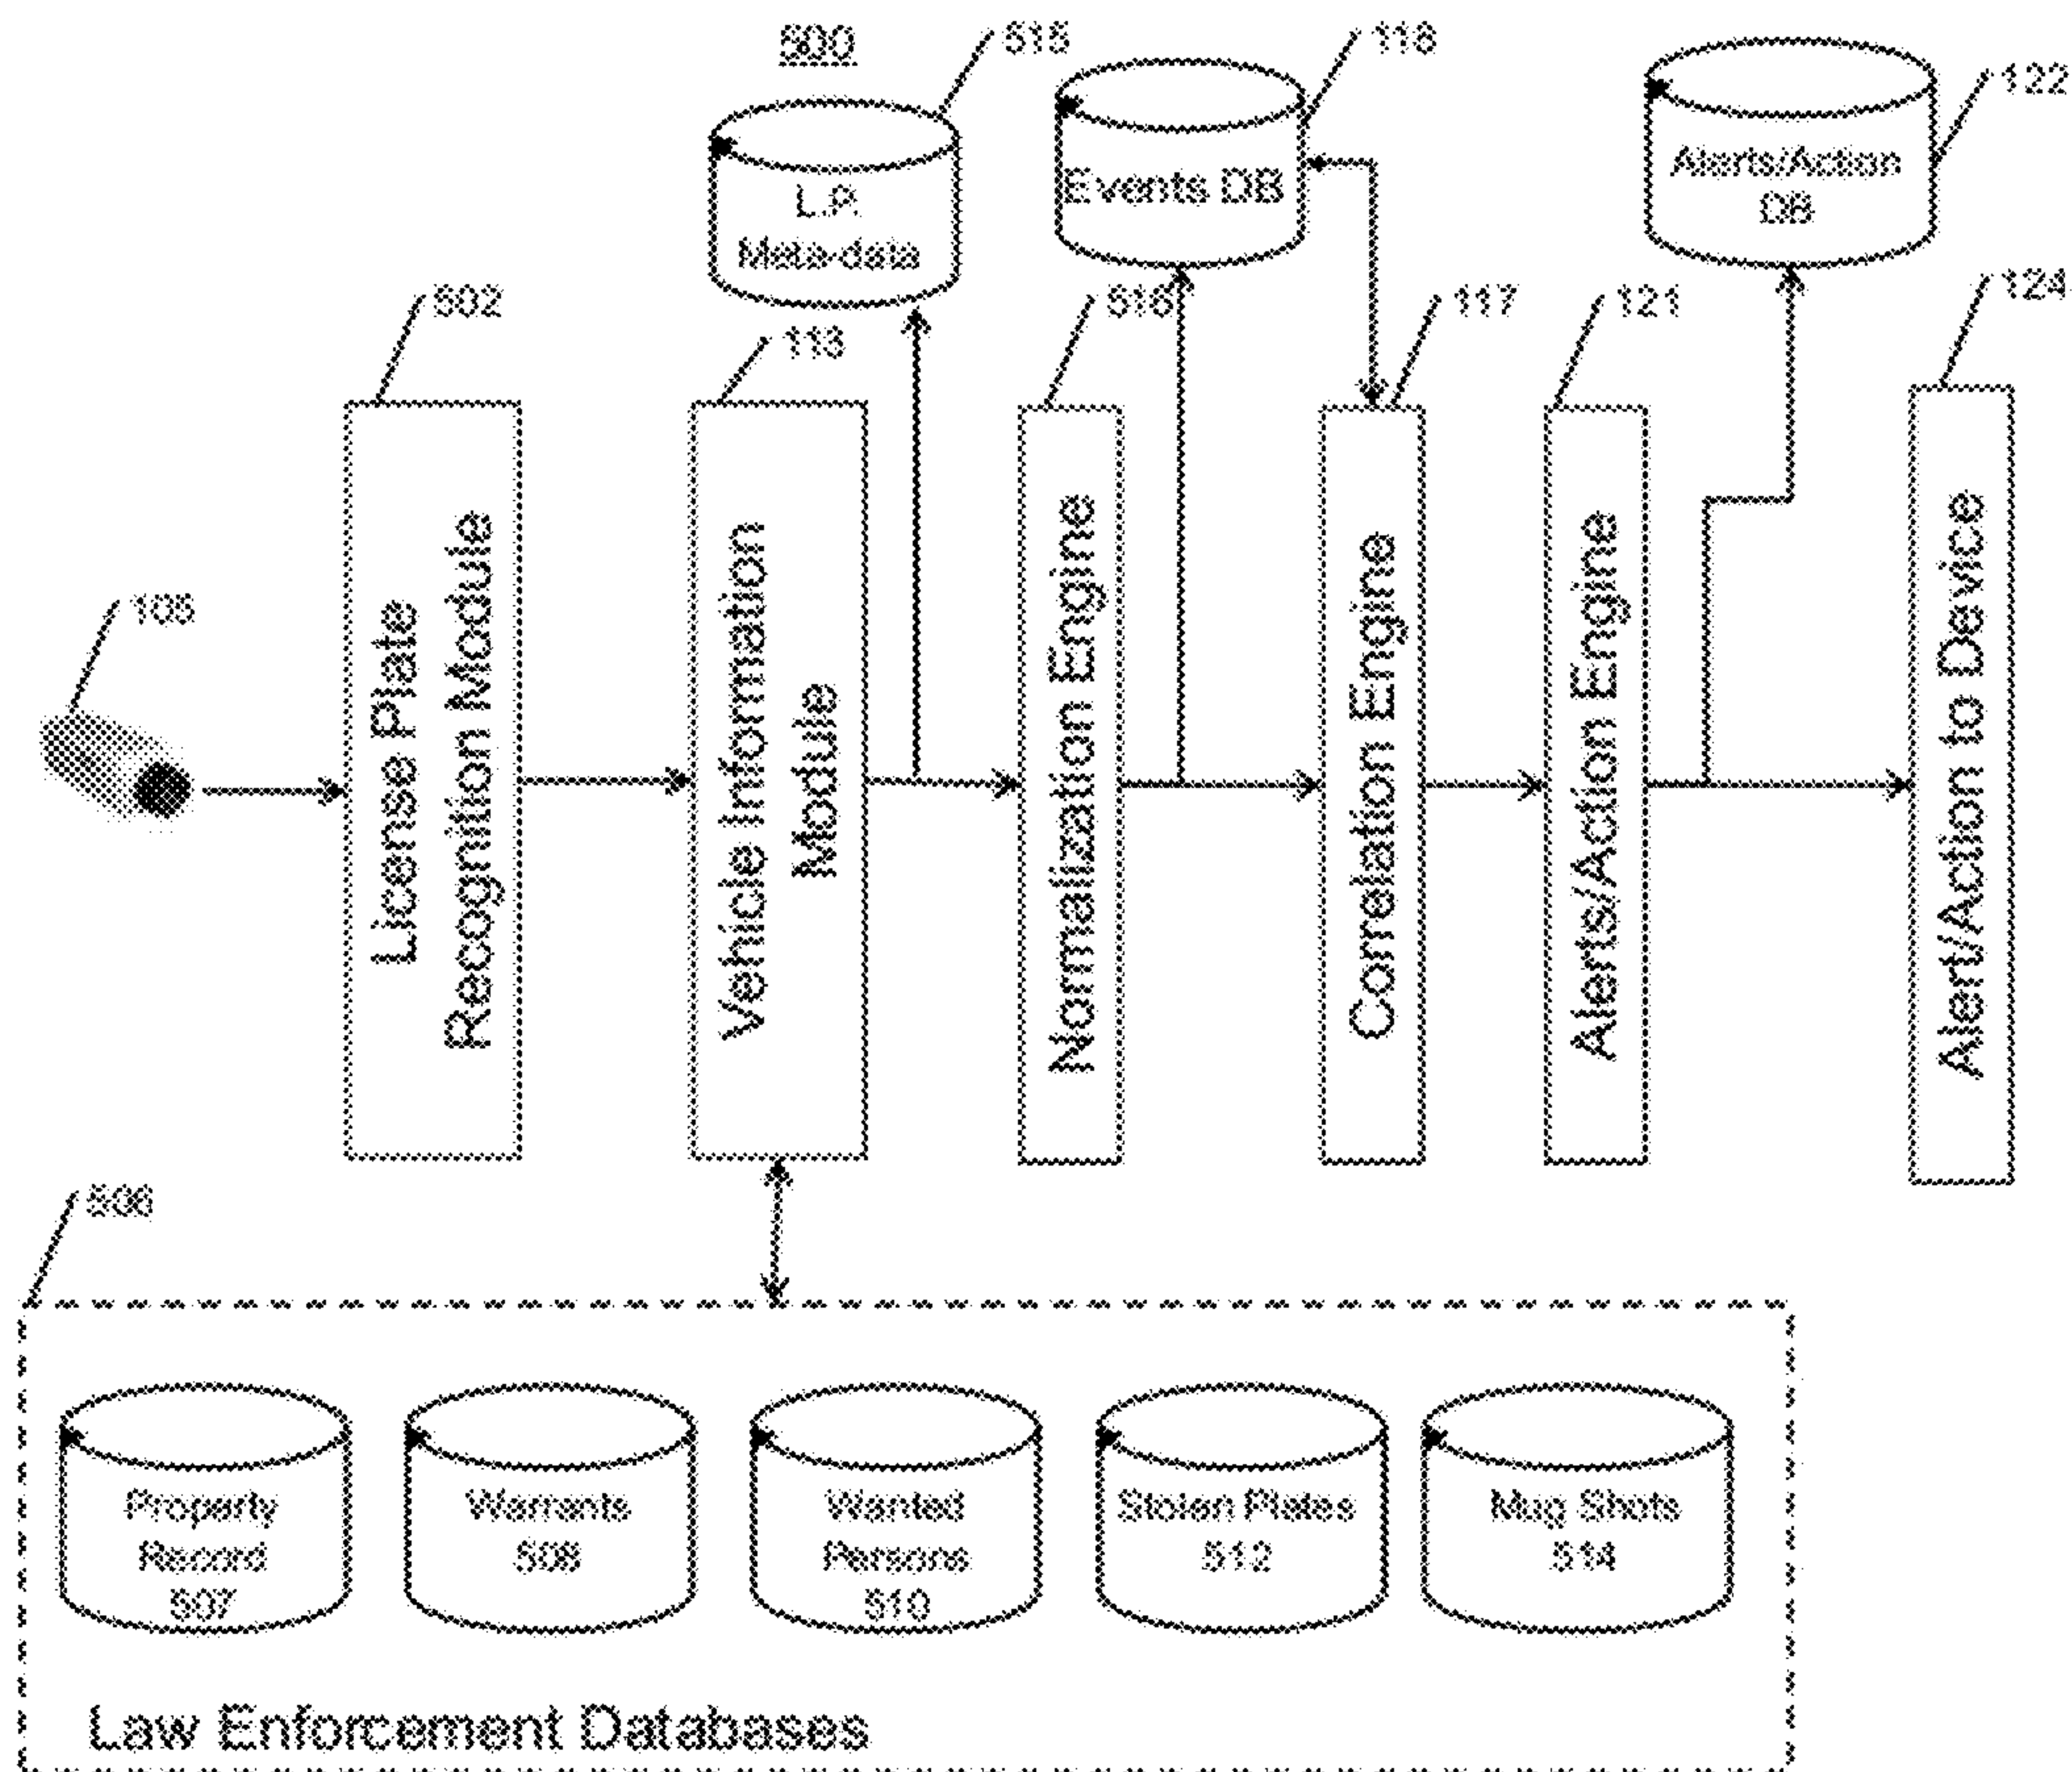 500
515
118
122
L.P.
Meta-data
Events DB
Alerts/Action
DB
502
113
516
117
121
124
105
License Plate
Recognition Module
Vehicle Information
Module
Normalization Engine
Correlation Engine
Alerts/Action Engine
Alert/Action to Device
506
Property
Record
507
Warrants
508
Wanted
Persons
510
Stolen Plates
512
Mug Shots
514
Law Enforcement Databases